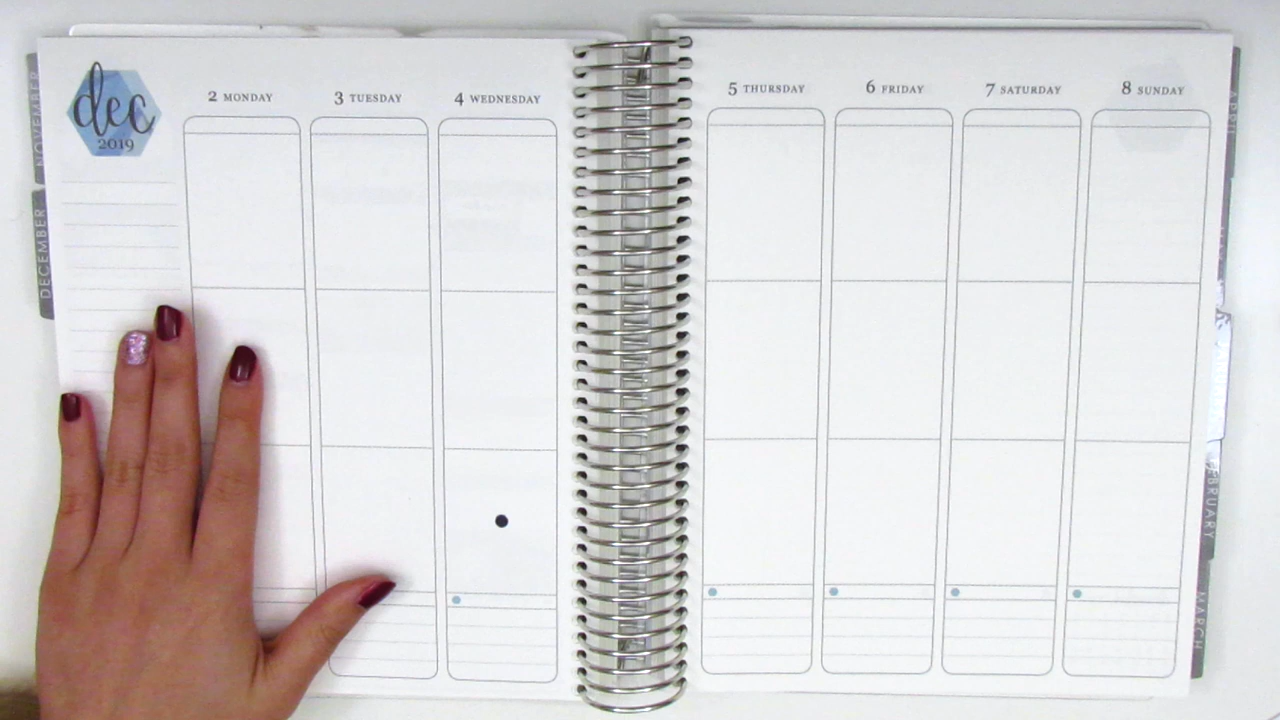 dec
2019
2 MONDAY
3 TUESDAY
4 WEDNESDAY
5 THURSDAY
6 FRIDAY
7 SATURDAY
8 SUNDAY
NOVEMBER
DECEMBER
APRIL
MARCH